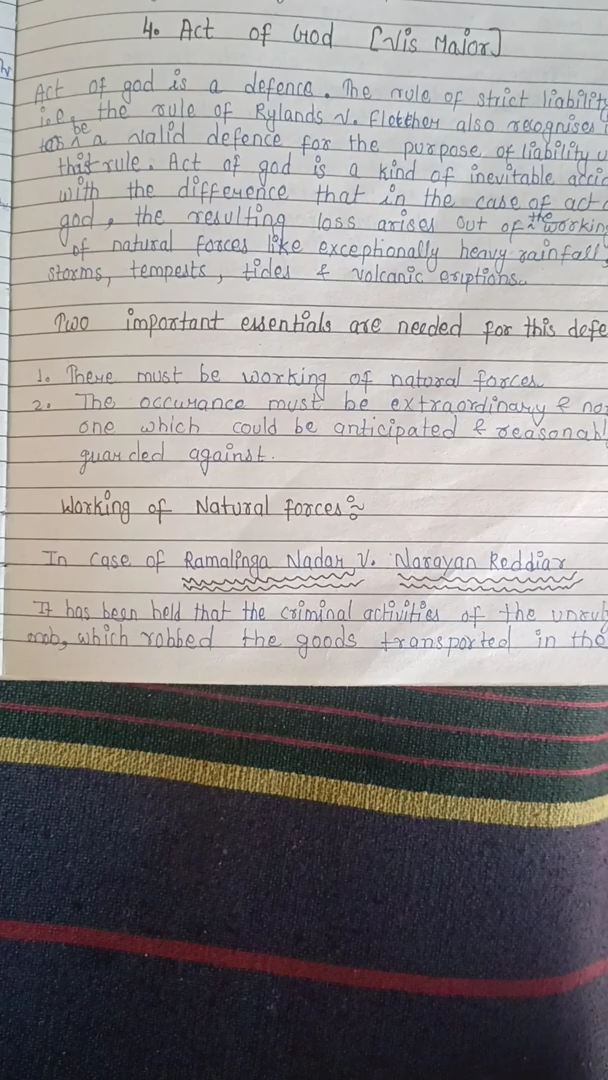 4. Act of God [Vis Major]
Act of god is a defence. The rule of strict liability
i.e, the rule of Rylands v. Fletcher also recognises
be a valid defence for the purpose of liability u
this rule. Act of god is a kind of inevitable accid
with the difference that in the case of act o
god, the resulting loss arises out of the workin
of natural forces like exceptionally heavy rainfall,
storms, tempests, tides & volcanic eruptions.
Two important essentials are needed for this defe
1. There must be working of natural forces
2. The occurance must be extraordinary & no
one which could be anticipated & reasonabl
guarded against.
Working of Natural forces:
In case of Ramalinga Nadar V. Narayan Reddiar
It has been held that the criminal activities of the unrul
mob, which robbed the goods transported in the